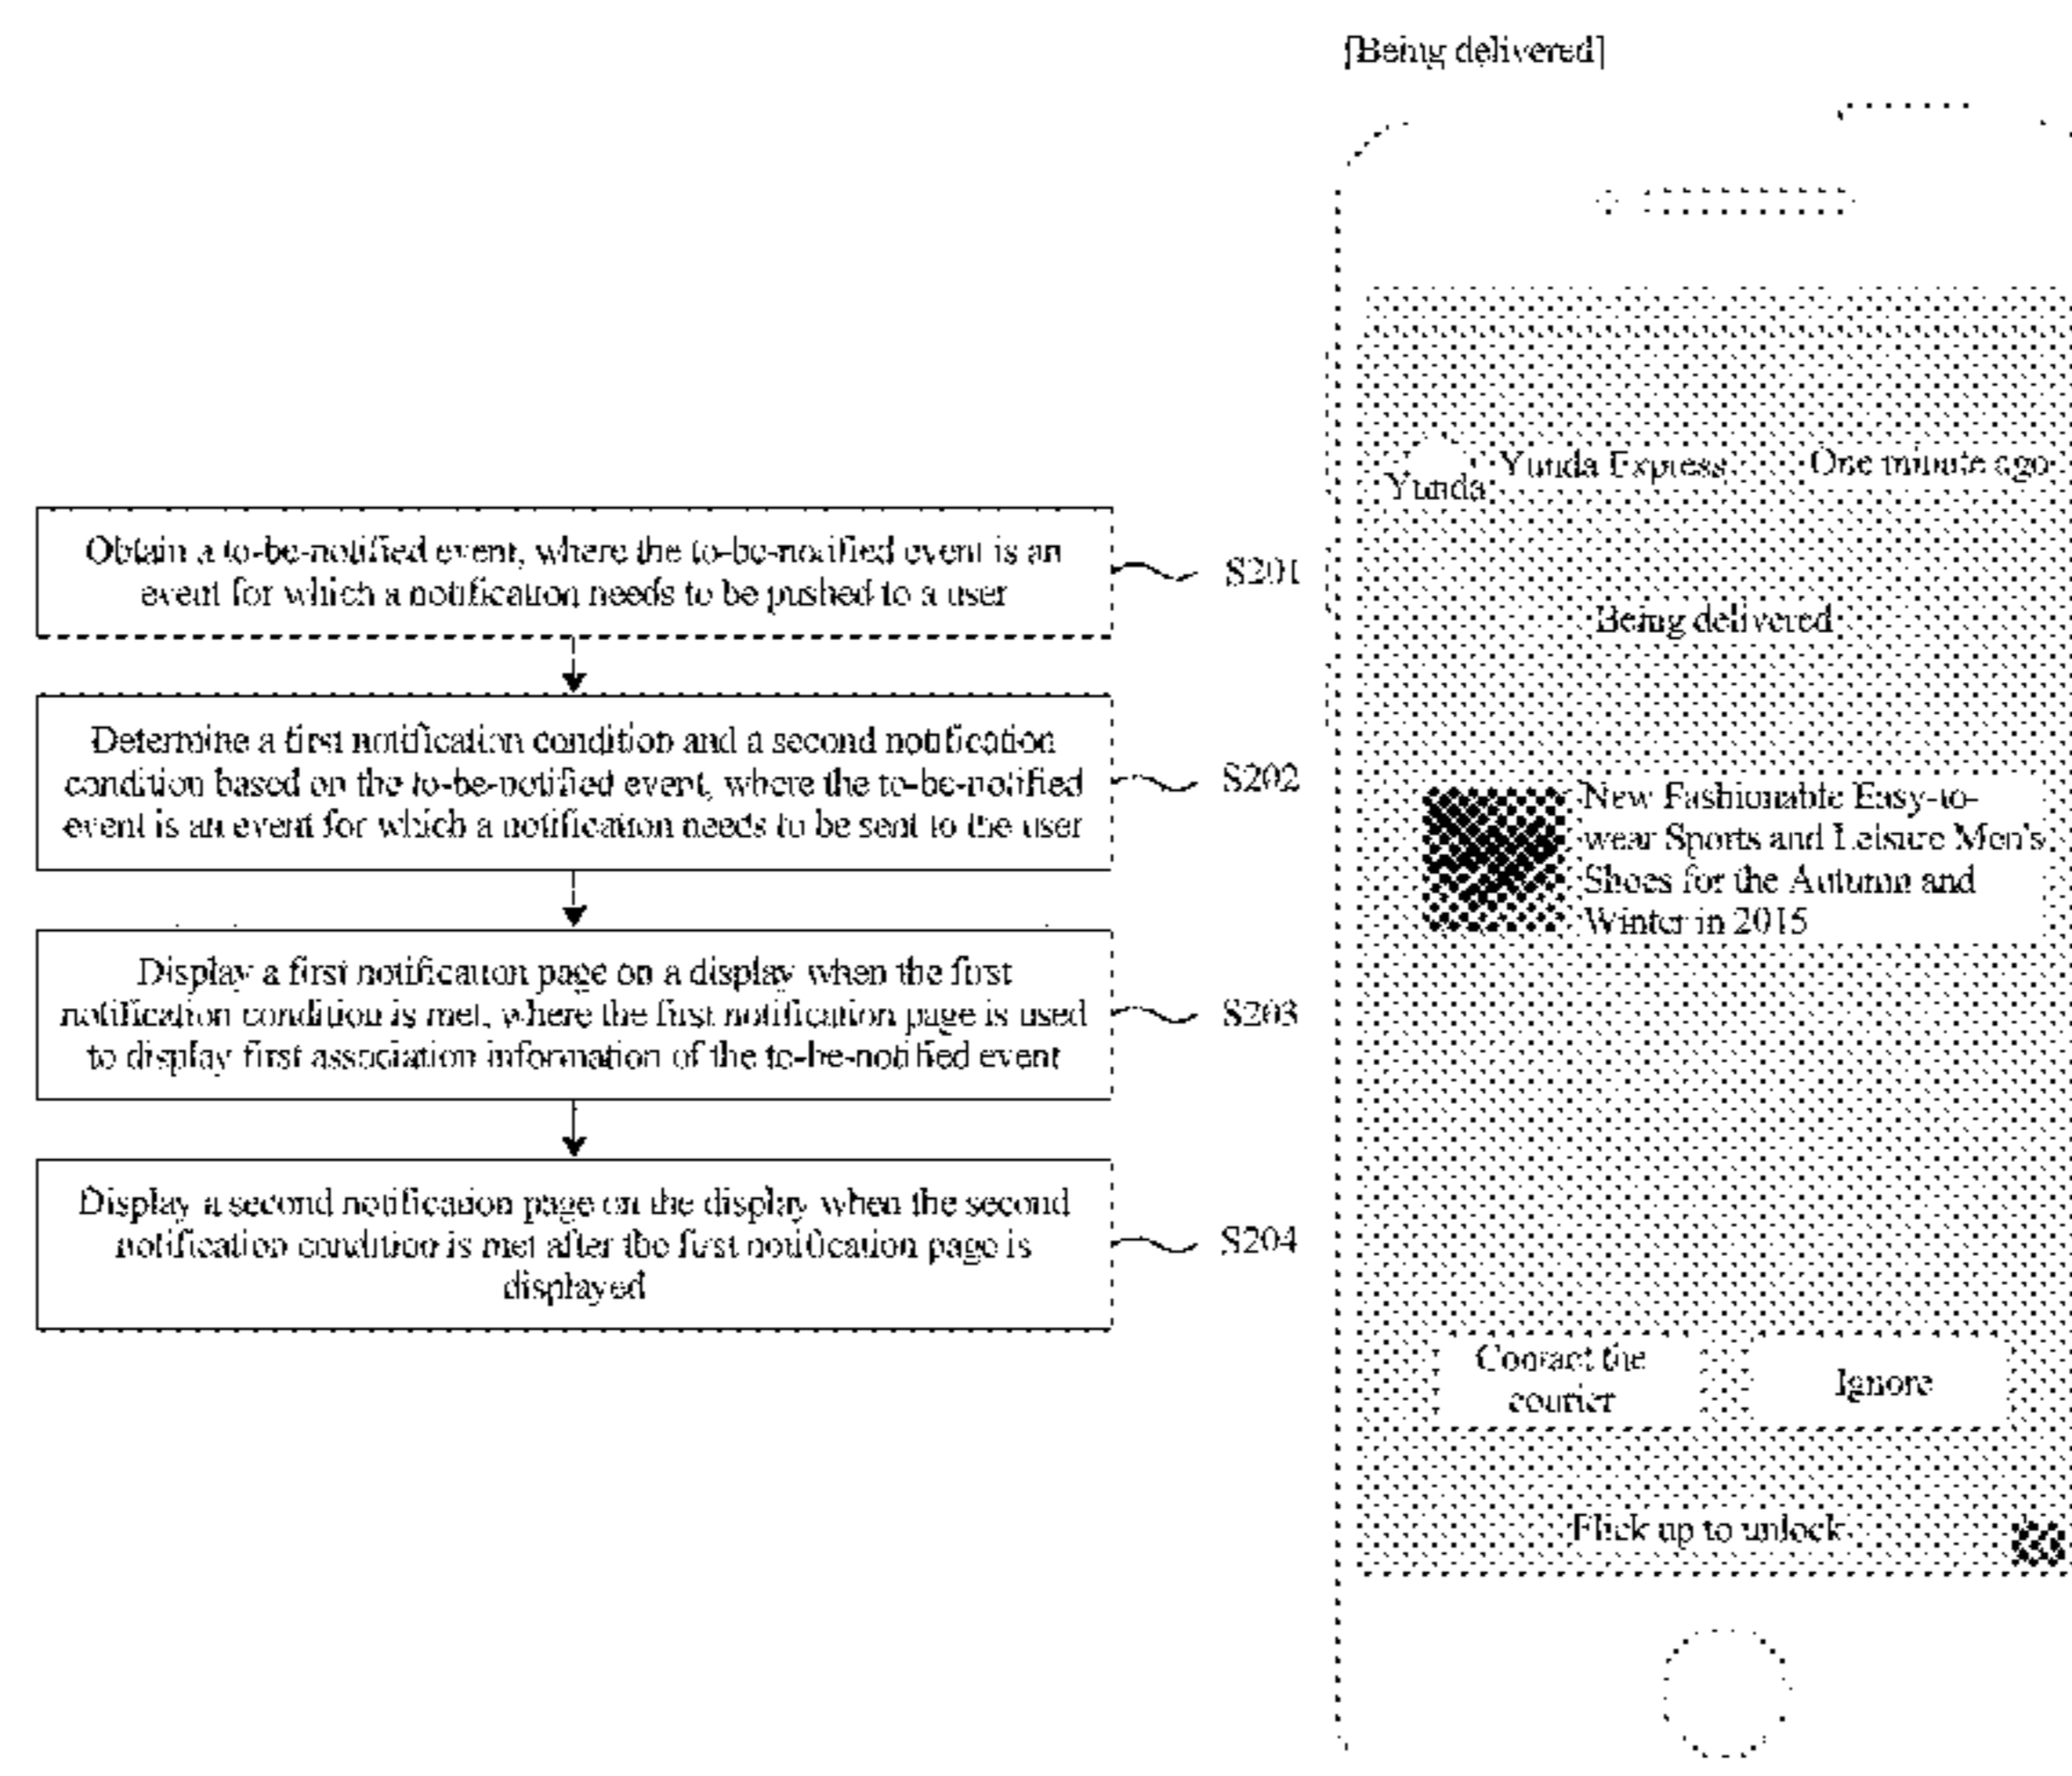 [Being delivered]
Obtain a to-be-notified event, where the to-be-notified event is an
event for which a notification needs to be pushed to a user
S201
Determine a first notification condition and a second notification
condition based on the to-be-notified event, where the to-be-notified
event is an event for which a notification needs to be sent to the user
S202
Display a first notification page on a display when the first
notification condition is met, where the first notification page is used
to display first association information of the to-be-notified event
S203
Display a second notification page on the display when the second
notification condition is met after the first notification page is
displayed
S204
Yunda
Yunda Express
One minute ago
Being delivered
New Fashionable Easy-to-
wear Sports and Leisure Men's
Shoes for the Autumn and
Winter in 2015
Contact the
courier
Ignore
Flick up to unlock